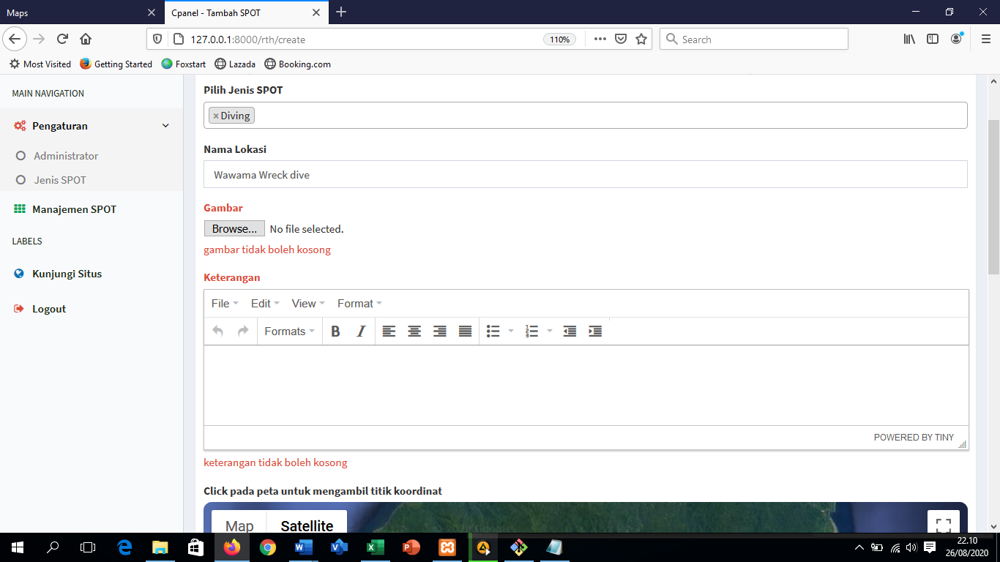 Maps
Cpanel - Tambah SPOT
127.0.0.1:8000/rth/create
110%
Search
Most Visited
Getting Started
Foxstart
Lazada
Booking.com
MAIN NAVIGATION
Pengaturan
Administrator
Jenis SPOT
Manajemen SPOT
LABELS
Kunjungi Situs
Logout
Pilih Jenis SPOT
× Diving
Nama Lokasi
Wawama Wreck dive
Gambar
Browse... No file selected.
gambar tidak boleh kosong
Keterangan
File Edit View Format
Formats B I
POWERED BY TINY
keterangan tidak boleh kosong
Click pada peta untuk mengambil titik koordinat
Map Satellite
22.10
26/08/2020